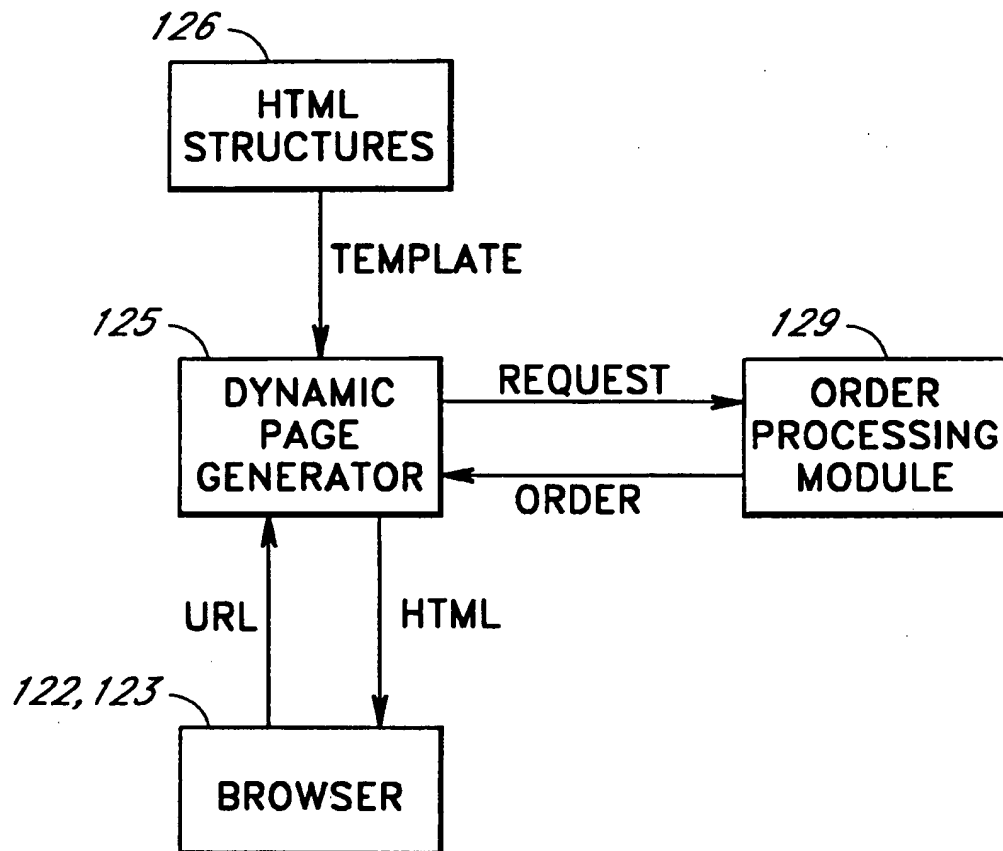 126
HTML
STRUCTURES
TEMPLATE
125
DYNAMIC
PAGE
GENERATOR
REQUEST
ORDER
129
ORDER
PROCESSING
MODULE
URL
HTML
122, 123
BROWSER